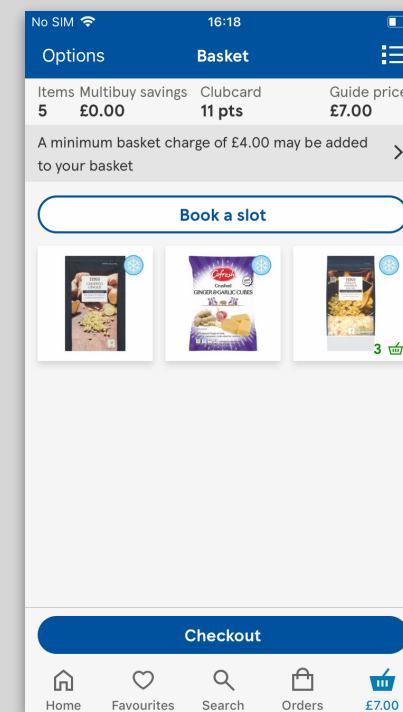 No SIM 16:18
Options Basket
Items Multibuy savings Clubcard Guide price
5 £0.00 11 pts £7.00
A minimum basket charge of £4.00 may be added
to your basket
Book a slot
Cofresh
Crushed
GINGER & GARLIC CUBES
3
Checkout
Home Favourites Search Orders £7.00